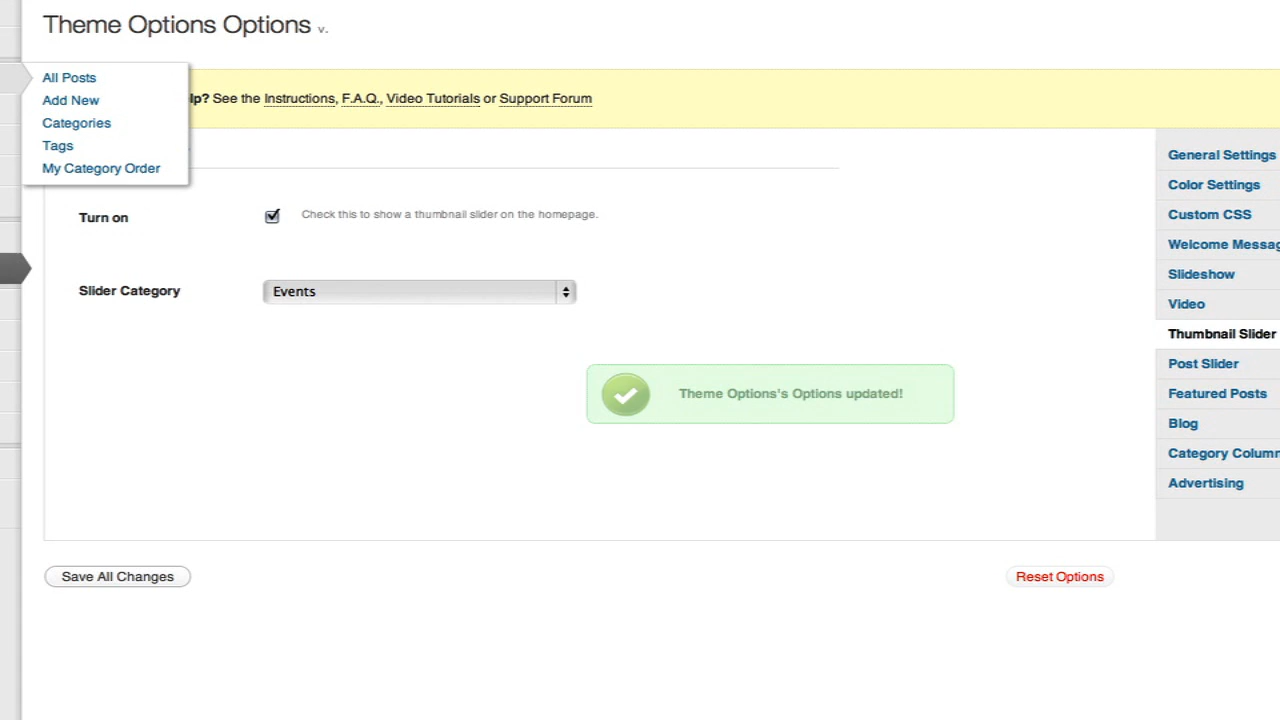 Theme Options Options v.
All Posts
Add New
Categories
Tags
My Category Order
lp? See the Instructions, F.A.Q., Video Tutorials or Support Forum
Turn on
Check this to show a thumbnail slider on the homepage.
Slider Category
Events
Theme Options's Options updated!
General Settings
Color Settings
Custom CSS
Welcome Messag
Slideshow
Video
Thumbnail Slider
Post Slider
Featured Posts
Blog
Category Column
Advertising
Save All Changes
Reset Options